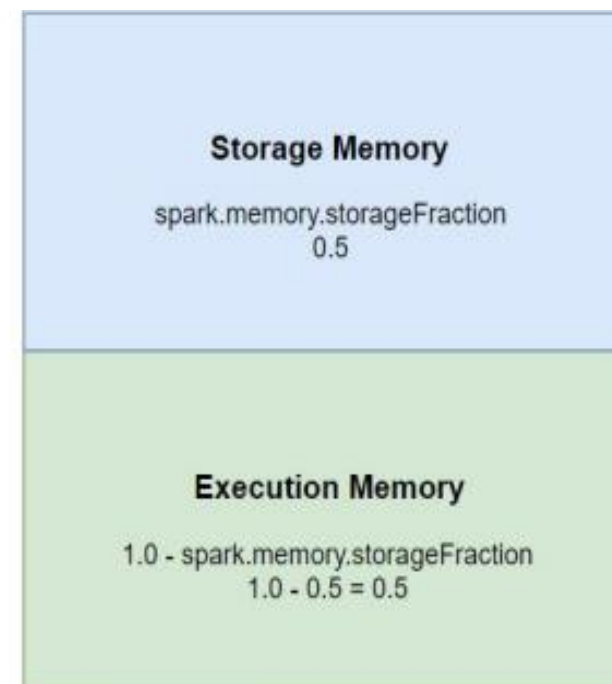 Storage Memory
spark.memory.storageFraction
0.5
Execution Memory
1.0 - spark.memory.storageFraction
1.0 - 0.5 = 0.5